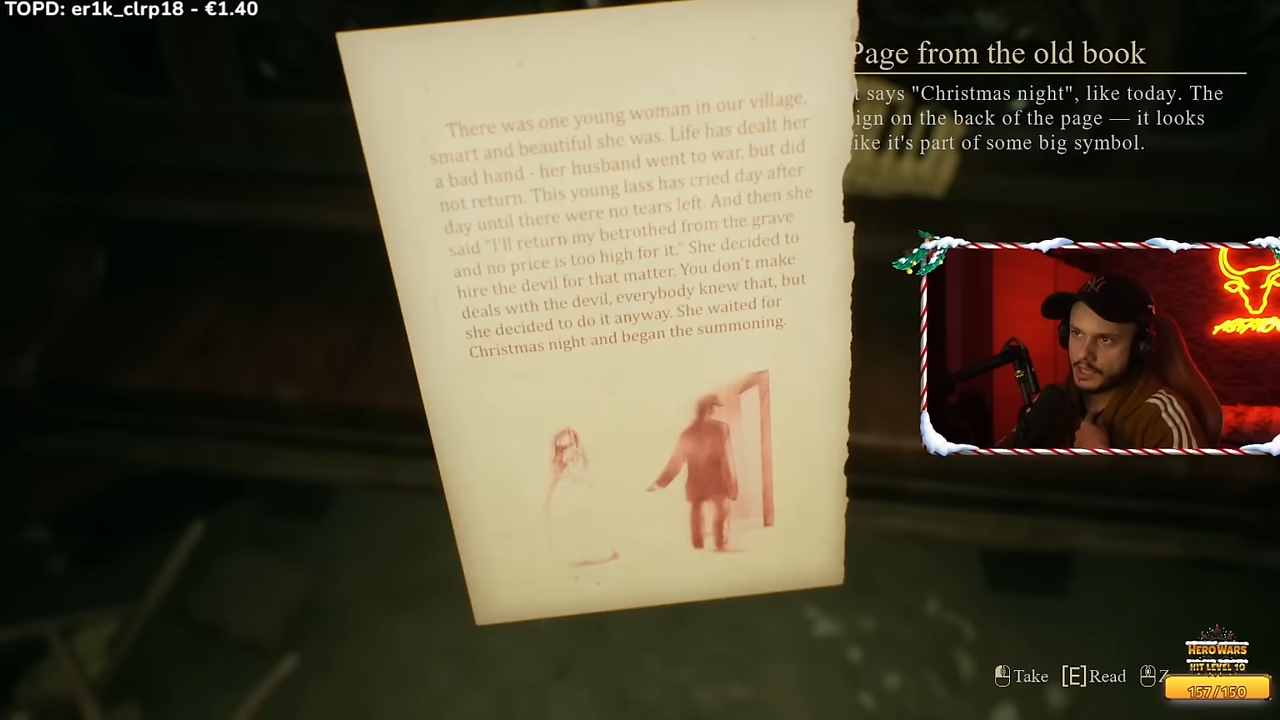 TOPD: er1k_clrp18 - €1.40
There was one young woman in our village,
smart and beautiful she was. Life has dealt her
a bad hand - her husband went to war, but did
not return. This young lass has cried day after
day until there were no tears left. And then she
said "I'll return my betrothed from the grave
and no price is too high for it." She decided to
hire the devil for that matter. You don't make
deals with the devil, everybody knew that, but
she decided to do it anyway. She waited for
Christmas night and began the summoning.
Page from the old book
t says "Christmas night", like today. The
ign on the back of the page — it looks
ike it's part of some big symbol.
Take [E]Read Z
HERO WARS
HIT LEVEL 10
157/150